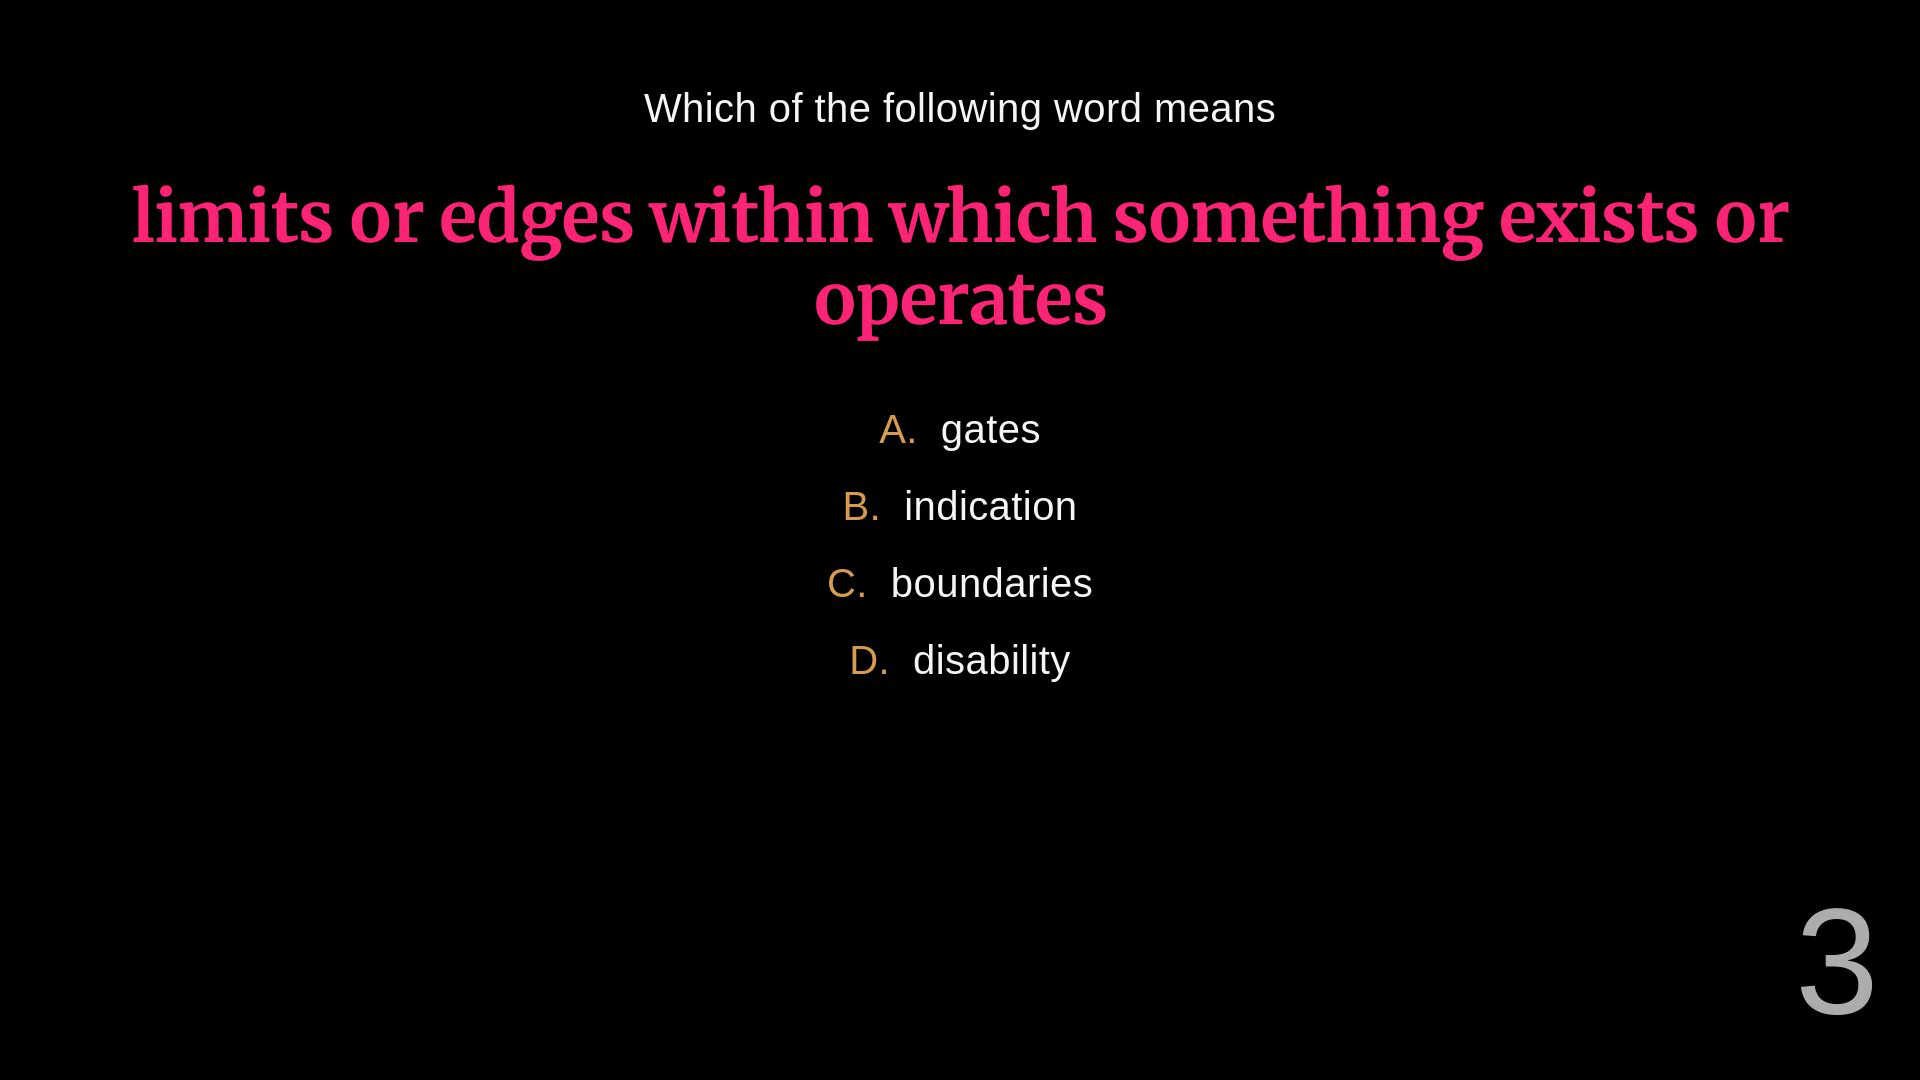 Which of the following word means
limits or edges within which something exists or
operates
A. gates
B. indication
C. boundaries
D. disability
3